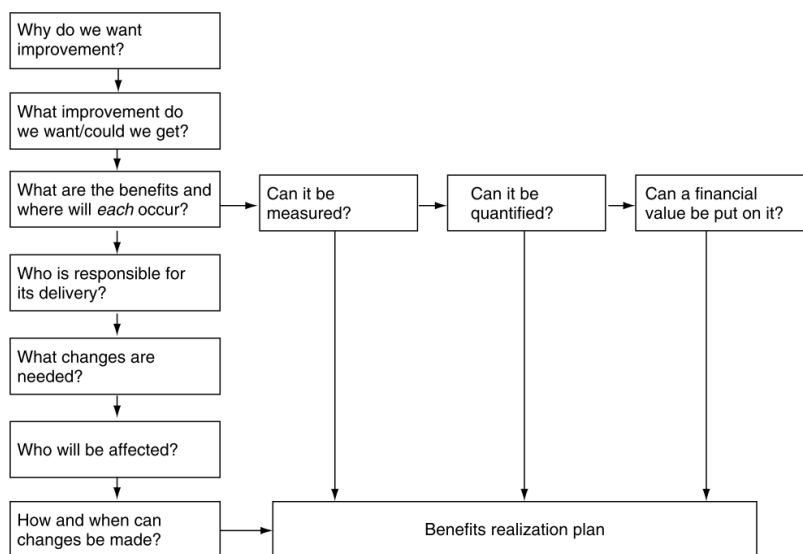 Why do we want
improvement?
What improvement do
we want/could we get?
What are the benefits and
where will each occur?
Can it be
measured?
Can it be
quantified?
Can a financial
value be put on it?
Who is responsible for
its delivery?
What changes are
needed?
Who will be affected?
How and when can
changes be made?
Benefits realization plan